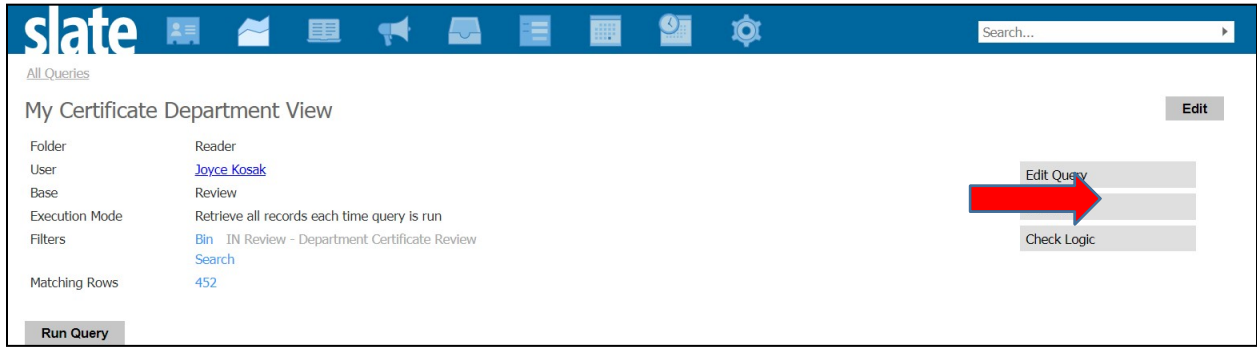 slate
Search...
All Queries
My Certificate Department View
Edit
Folder Reader
User Joyce Kosak
Base Review
Execution Mode Retrieve all records each time query is run
Filters Bin IN Review - Department Certificate Review
Search
Matching Rows 452
Edit Query
Check Logic
Run Query